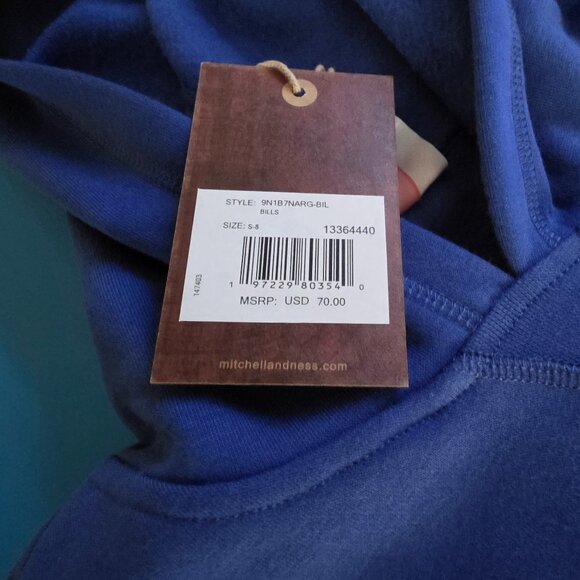 STYLE: 9N1B7NARG-BIL
BILLS
SIZE: S-8 13364440
1 97229 80354 0
MSRP: USD 70.00
147403
mitchellandness.com